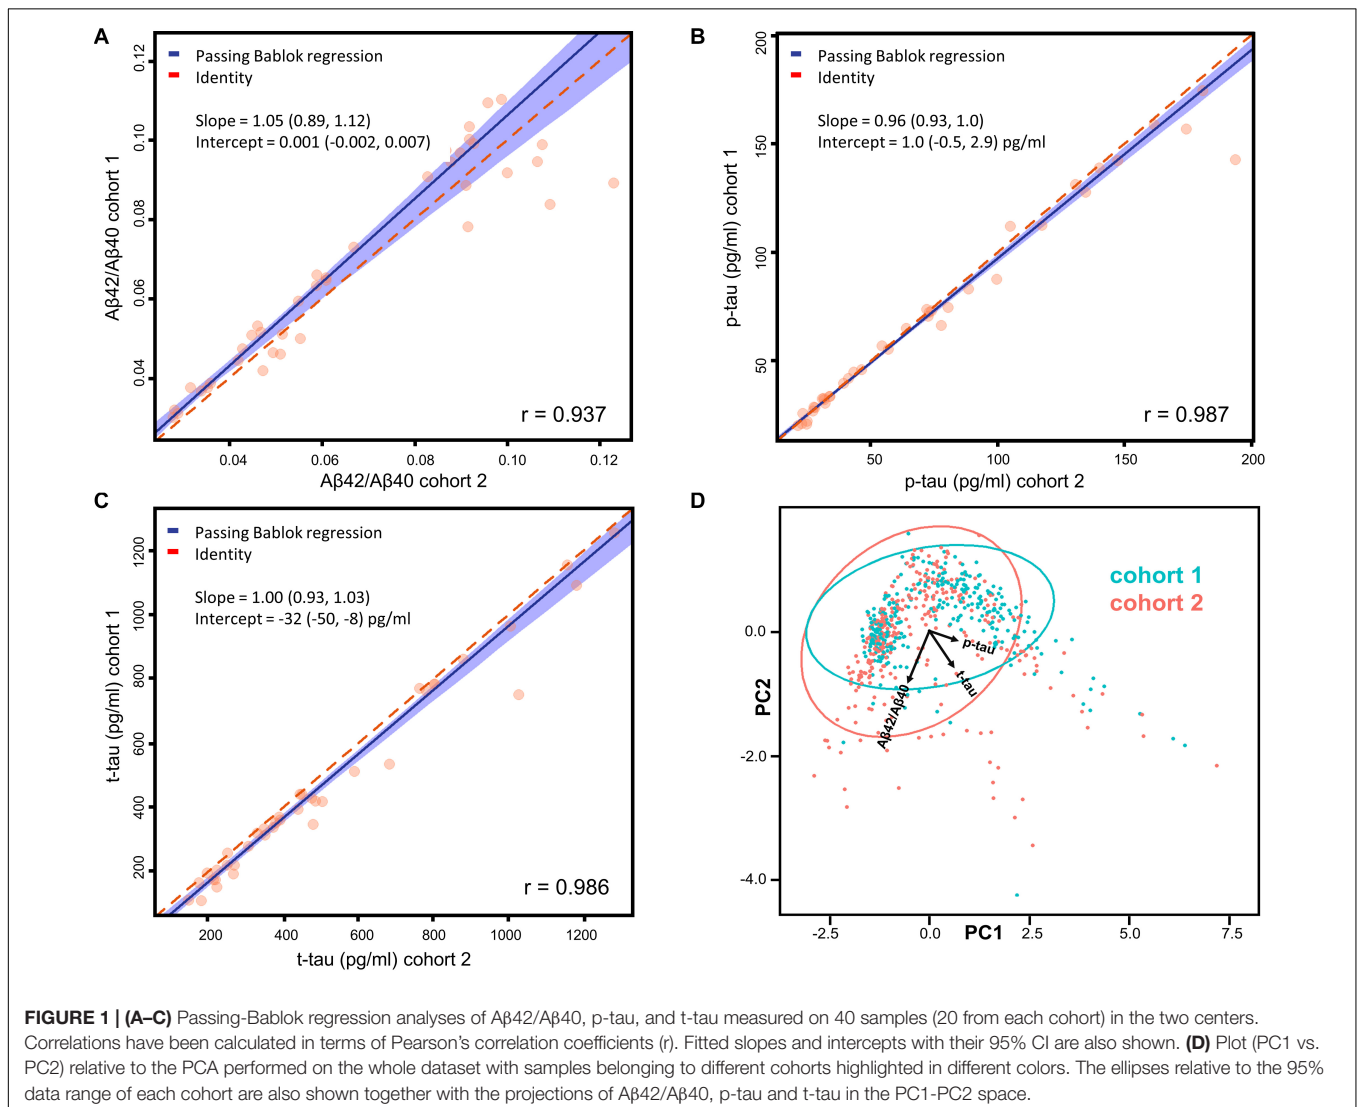 A
Passing Bablok regression
Identity
Slope = 1.05 (0.89, 1.12)
Intercept = 0.001 (-0.002, 0.007)
r = 0.937
Aβ42/Aβ40 cohort 1
0.12
0.10
0.08
0.06
0.04
0.04 0.06 0.08 0.10 0.12
Aβ42/Aβ40 cohort 2
B
Passing Bablok regression
Identity
Slope = 0.96 (0.93, 1.0)
Intercept = 1.0 (-0.5, 2.9) pg/ml
r = 0.987
p-tau (pg/ml) cohort 1
200
150
100
50
50 100 150 200
p-tau (pg/ml) cohort 2
C
Passing Bablok regression
Identity
Slope = 1.00 (0.93, 1.03)
Intercept = -32 (-50, -8) pg/ml
r = 0.986
t-tau (pg/ml) cohort 1
1200
1000
800
600
400
200
200 400 600 800 1000 1200
t-tau (pg/ml) cohort 2
D
cohort 1
cohort 2
p-tau
t-tau
Aβ42/Aβ40
PC2
0.0
-2.0
-4.0
-2.5 0.0 2.5 5.0 7.5
PC1
FIGURE 1 | (A–C) Passing-Bablok regression analyses of Aβ42/Aβ40, p-tau, and t-tau measured on 40 samples (20 from each cohort) in the two centers.
Correlations have been calculated in terms of Pearson's correlation coefficients (r). Fitted slopes and intercepts with their 95% CI are also shown. (D) Plot (PC1 vs.
PC2) relative to the PCA performed on the whole dataset with samples belonging to different cohorts highlighted in different colors. The ellipses relative to the 95%
data range of each cohort are also shown together with the projections of Aβ42/Aβ40, p-tau and t-tau in the PC1-PC2 space.